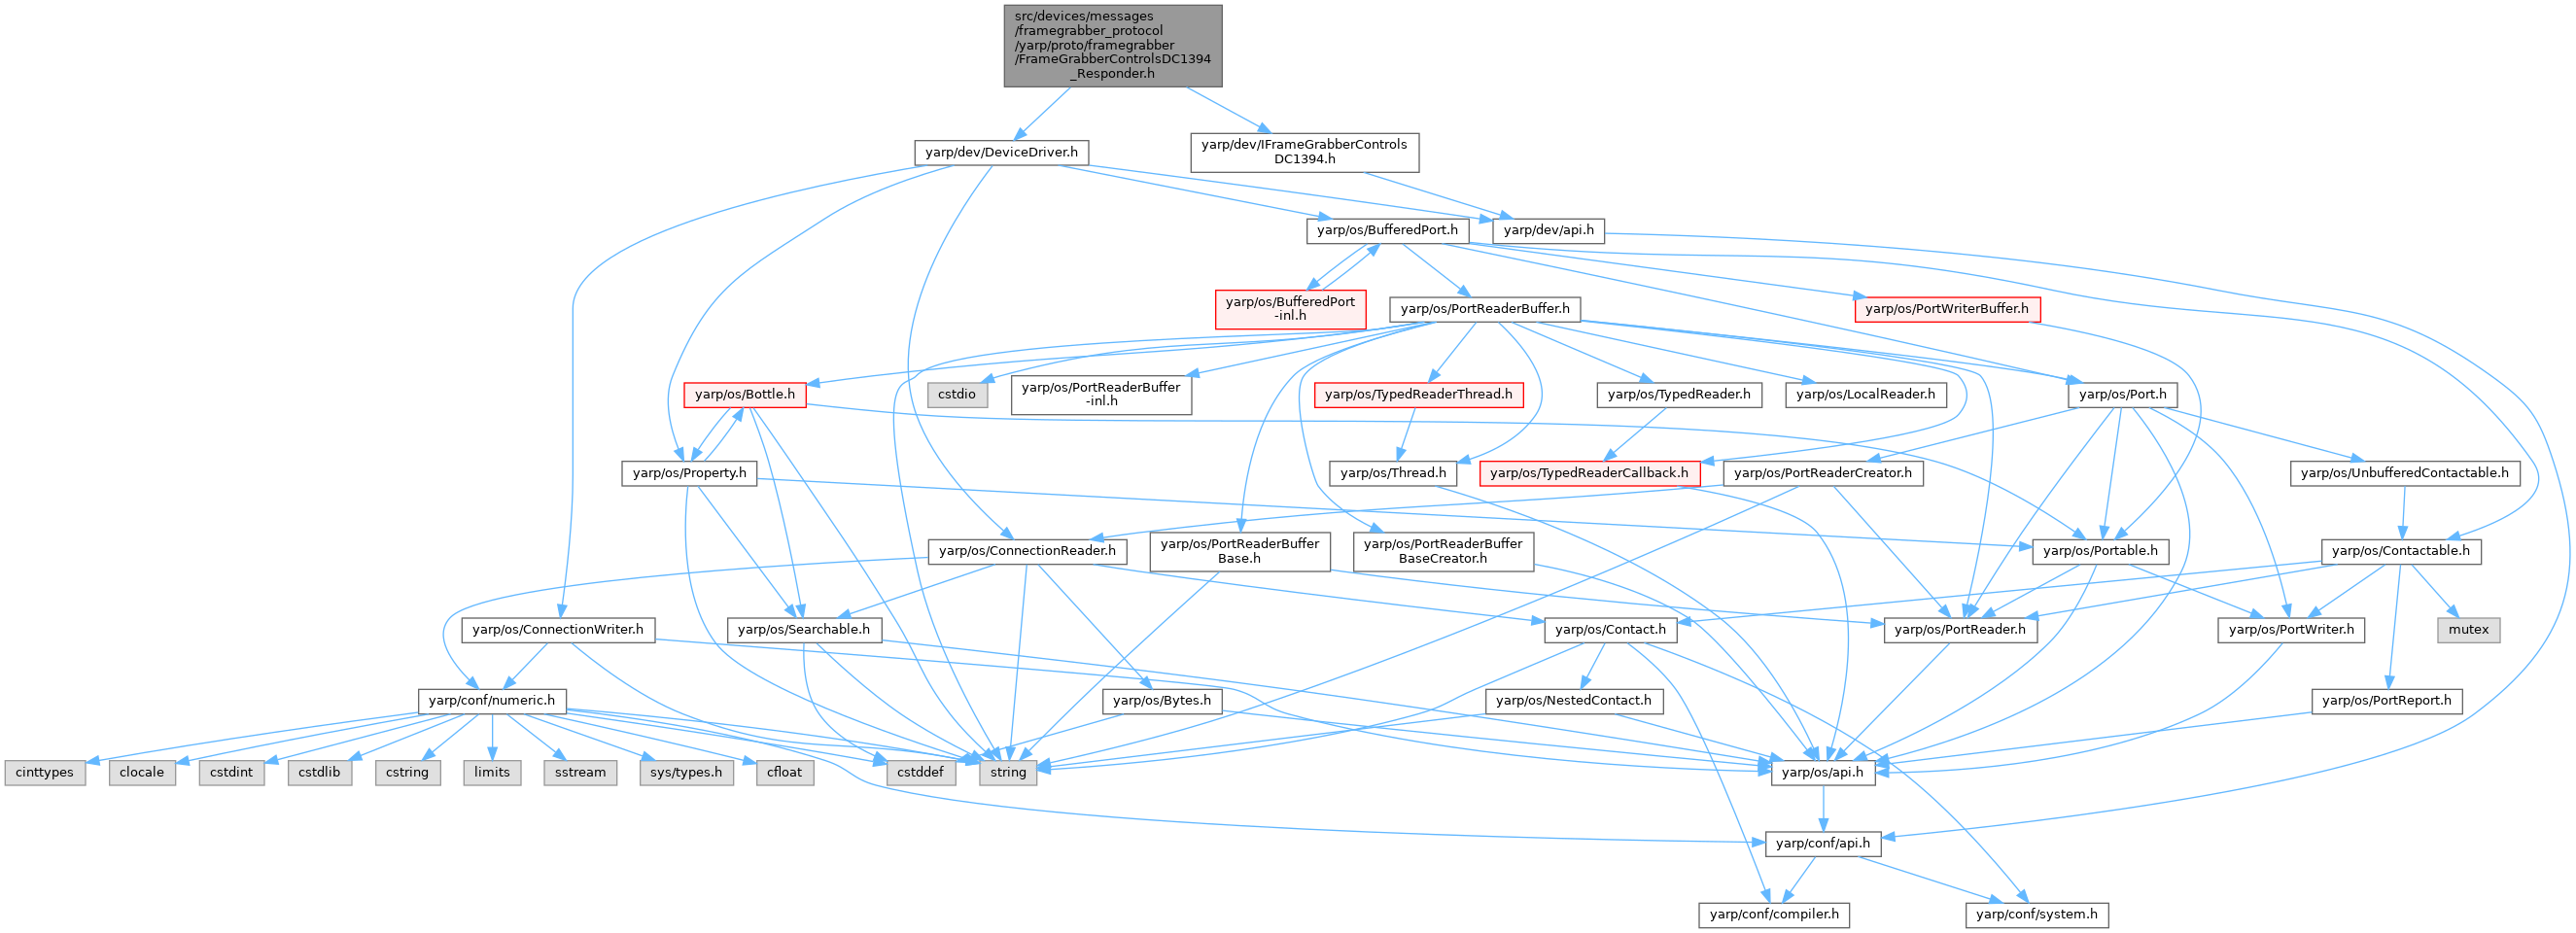 src/devices/messages
/framegrabber_protocol
/yarp/proto/framegrabber
/FrameGrabberControlsDC1394
_Responder.h
yarp/dev/DeviceDriver.h
yarp/dev/IFrameGrabberControls
DC1394.h
yarp/os/BufferedPort.h
yarp/dev/api.h
yarp/os/BufferedPort
-inl.h
yarp/os/PortReaderBuffer.h
yarp/os/PortWriterBuffer.h
yarp/os/Bottle.h
cstdio
yarp/os/PortReaderBuffer
-inl.h
yarp/os/TypedReaderThread.h
yarp/os/TypedReader.h
yarp/os/LocalReader.h
yarp/os/Port.h
yarp/os/Property.h
yarp/os/Thread.h
yarp/os/TypedReaderCallback.h
yarp/os/PortReaderCreator.h
yarp/os/UnbufferedContactable.h
yarp/os/ConnectionReader.h
yarp/os/PortReaderBuffer
Base.h
yarp/os/PortReaderBuffer
BaseCreator.h
yarp/os/Portable.h
yarp/os/Contactable.h
yarp/os/ConnectionWriter.h
yarp/os/Searchable.h
yarp/os/Contact.h
yarp/os/PortReader.h
yarp/os/PortWriter.h
mutex
yarp/conf/numeric.h
yarp/os/Bytes.h
yarp/os/NestedContact.h
yarp/os/PortReport.h
cinttypes
clocale
cstdint
cstdlib
cstring
limits
sstream
sys/types.h
cfloat
cstddef
string
yarp/os/api.h
yarp/conf/api.h
yarp/conf/compiler.h
yarp/conf/system.h